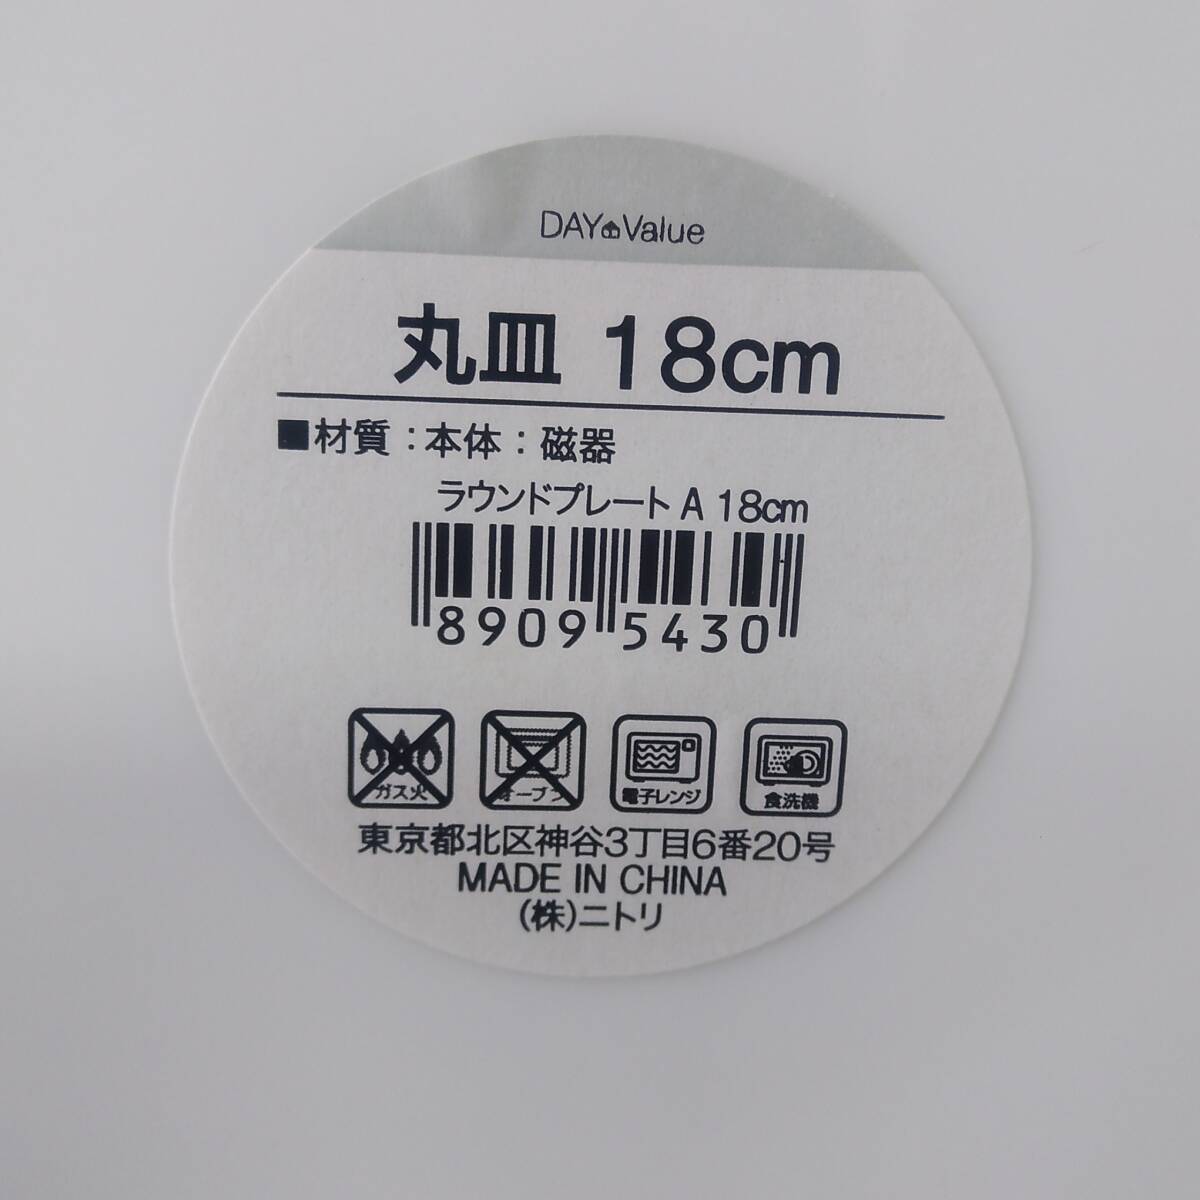 DAY Value
丸皿 18cm
■材質：本体：磁器
ラウンドプレート A 18cm
8909 5430
ガス火 オーブン 電子レンジ 食洗機
東京都北区神谷3丁目6番20号
MADE IN CHINA
(株)ニトリ